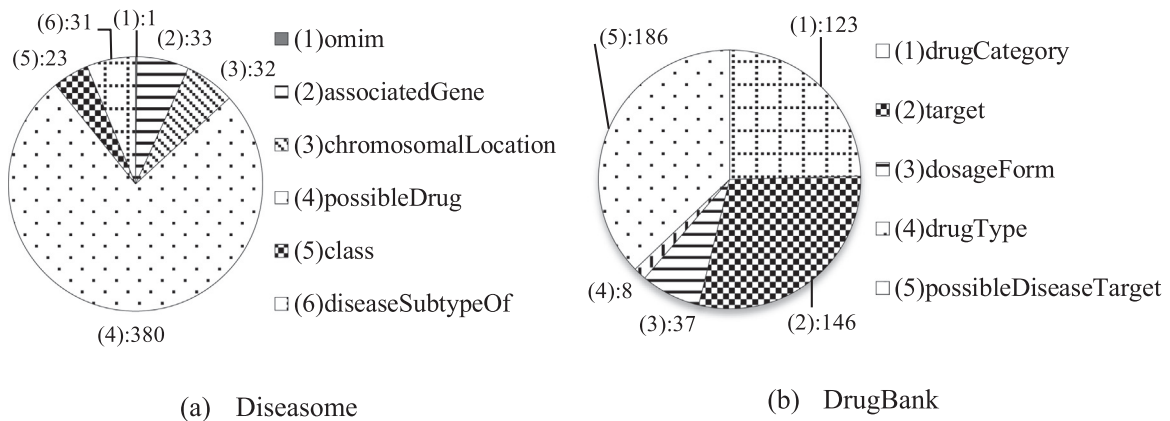 (6):31
(1):1
(2):33
(5):23
(3):32
(4):380
(1)omim
(2)associatedGene
(3)chromosomalLocation
(4)possibleDrug
(5)class
(6)diseaseSubtypeOf
(a) Diseasome
(5):186
(1):123
(4):8
(3):37
(2):146
(1)drugCategory
(2)target
(3)dosageForm
(4)drugType
(5)possibleDiseaseTarget
(b) DrugBank